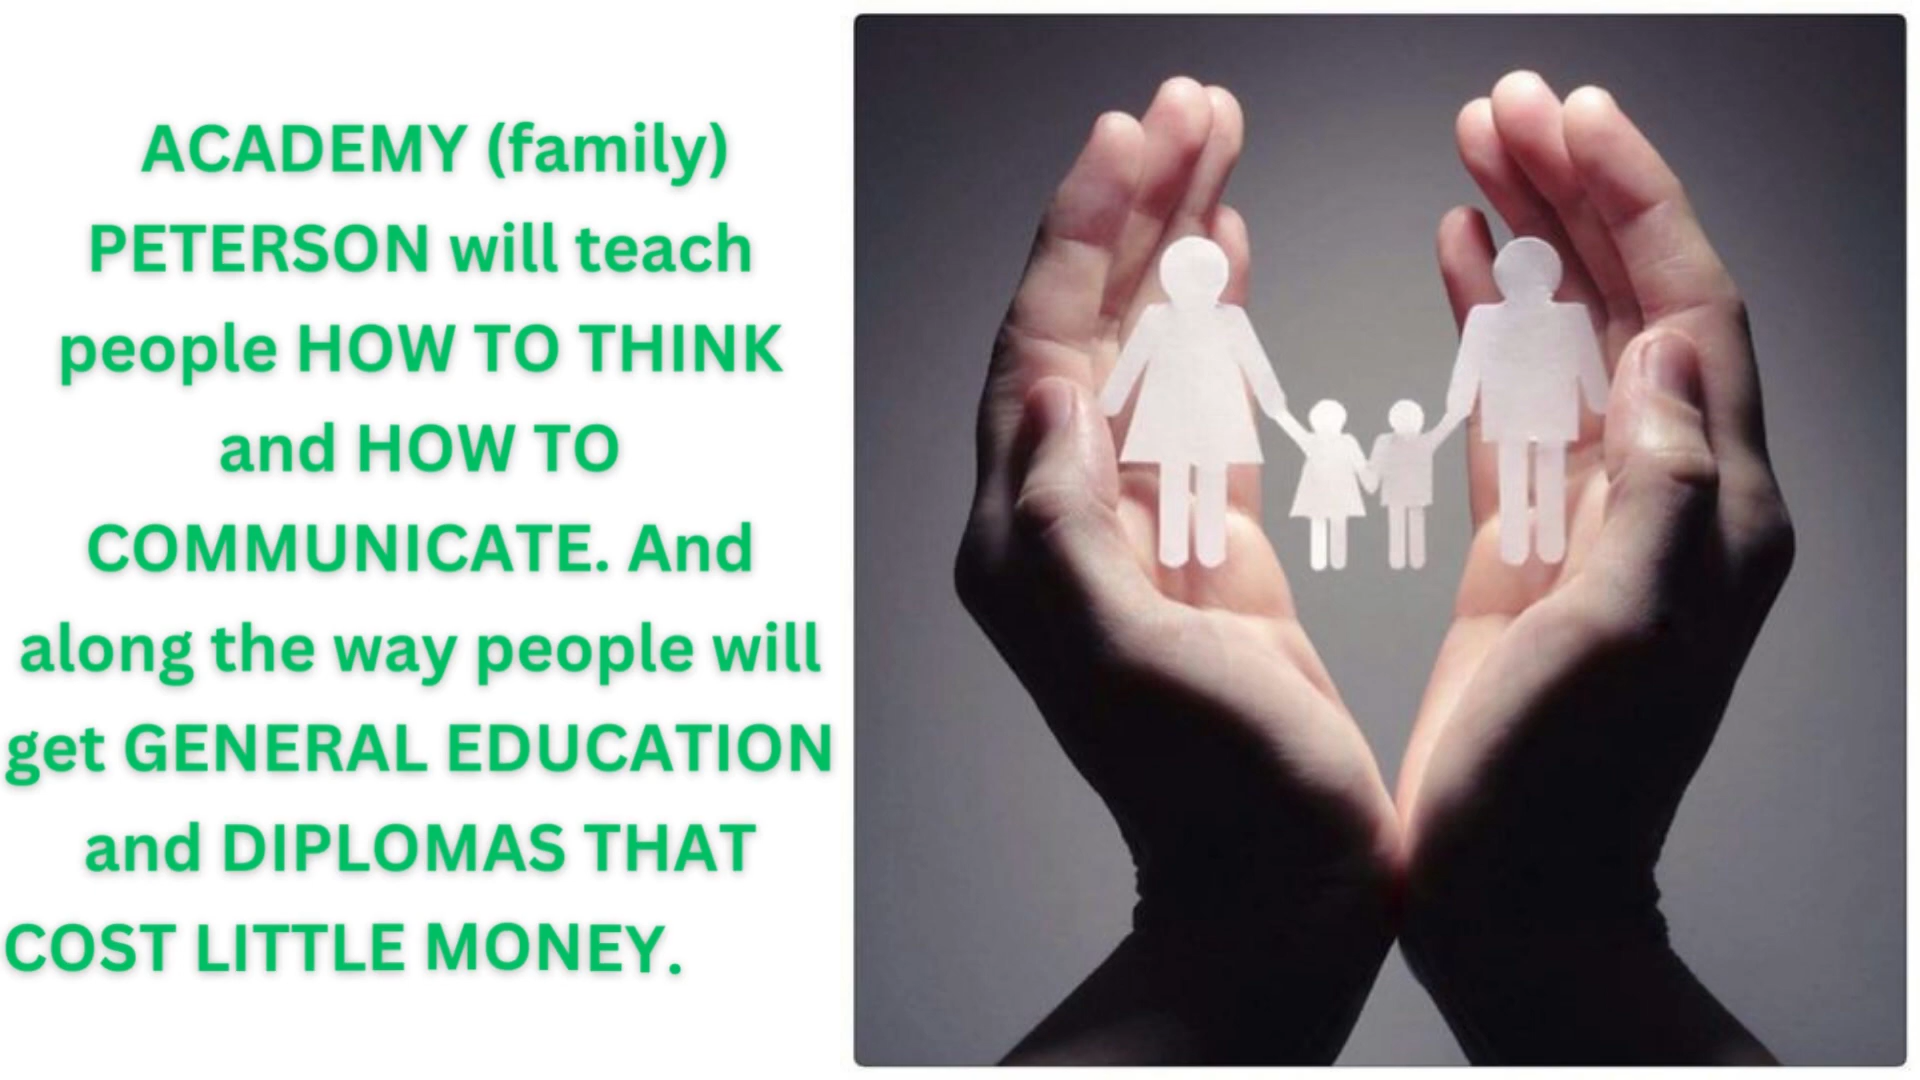 ACADEMY (family)
PETERSON will teach
people HOW TO THINK
and HOW TO
COMMUNICATE. And
along the way people will
get GENERAL EDUCATION
and DIPLOMAS THAT
COST LITTLE MONEY.